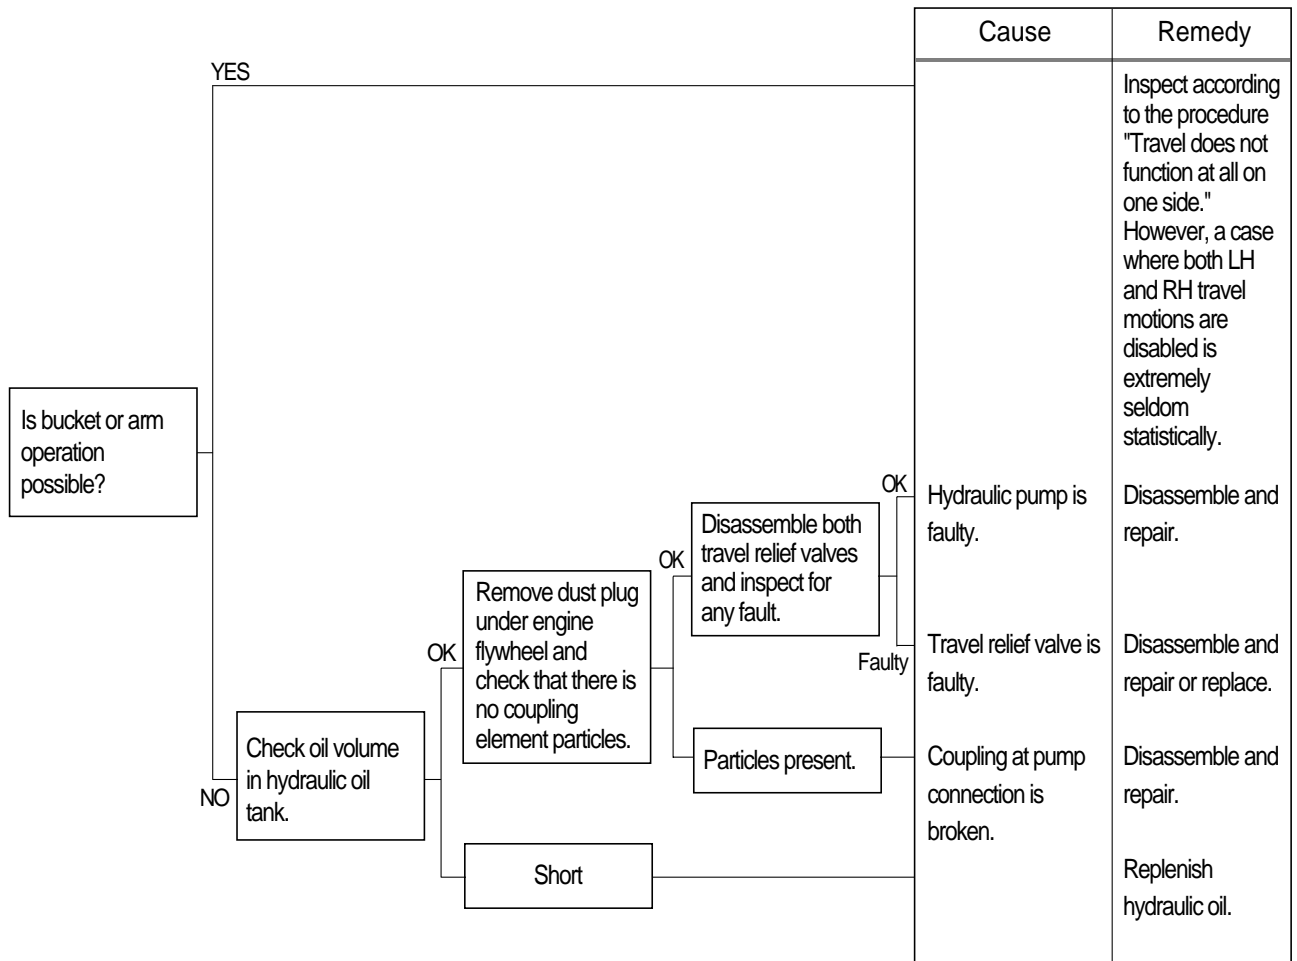 Cause
Remedy
YES
Inspect according
to the procedure
"Travel does not
function at all on
one side."
However, a case
where both LH
and RH travel
motions are
disabled is
extremely
seldom
statistically.
Is bucket or arm
operation
possible?
NO
Check oil volume
in hydraulic oil
tank.
OK
Remove dust plug
under engine
flywheel and
check that there is
no coupling
element particles.
OK
Disassemble both
travel relief valves
and inspect for
any fault.
OK
Hydraulic pump is
faulty.
Disassemble and
repair.
Faulty
Travel relief valve is
faulty.
Disassemble and
repair or replace.
Particles present.
Coupling at pump
connection is
broken.
Disassemble and
repair.
Short
Replenish
hydraulic oil.